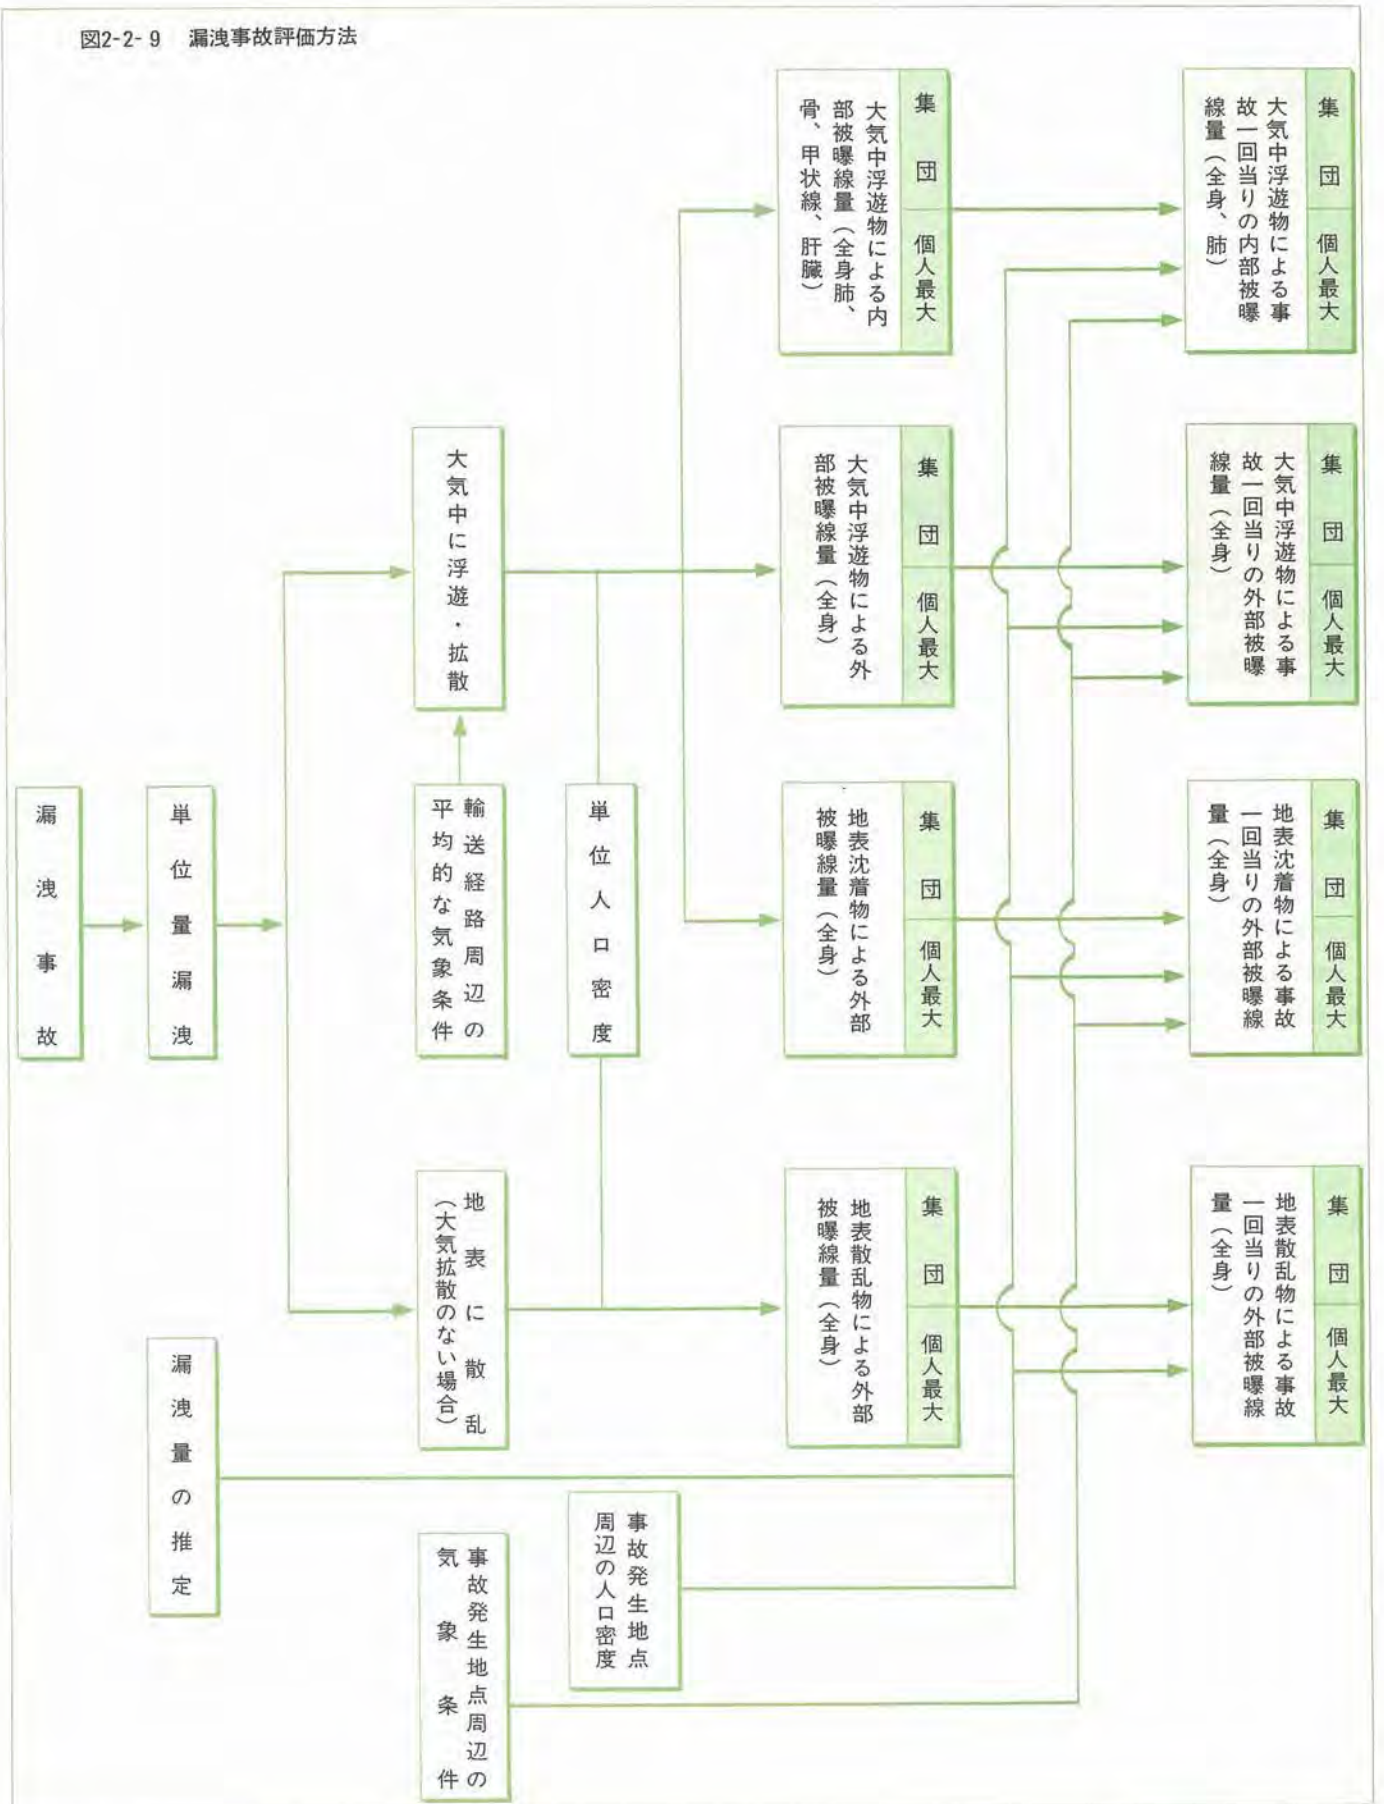 図2-2-9 漏洩事故評価方法
漏洩事故
単位量漏洩
漏洩量の推定
大気中に浮遊・拡散
輸送経路周辺の
平均的な気象条件
地表に散乱
(大気拡散のない場合)
事故発生地点周辺の
気象条件
単位人口密度
事故発生地点
周辺の人口密度
集団
個人最大
大気中浮遊物による内
部被曝線量(全身肺、
骨、甲状線、肝臓)
集団
個人最大
大気中浮遊物による外
部被曝線量(全身)
集団
個人最大
地表沈着物による外部
被曝線量(全身)
集団
個人最大
地表散乱物による外部
被曝線量(全身)
集団
個人最大
大気中浮遊物による事
故一回当りの内部被曝
線量(全身、肺)
集団
個人最大
大気中浮遊物による事
故一回当りの外部被曝
線量(全身)
集団
個人最大
地表沈着物による事故
一回当りの外部被曝線
量(全身)
集団
個人最大
地表散乱物による事故
一回当りの外部被曝線
量(全身)